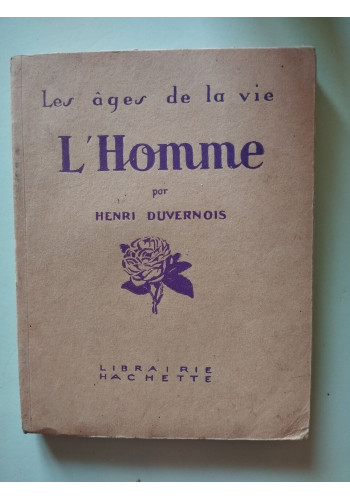 Les âges de la vie
L'Homme
par
HENRI DUVERNOIS
LIBRAIRIE
HACHETTE